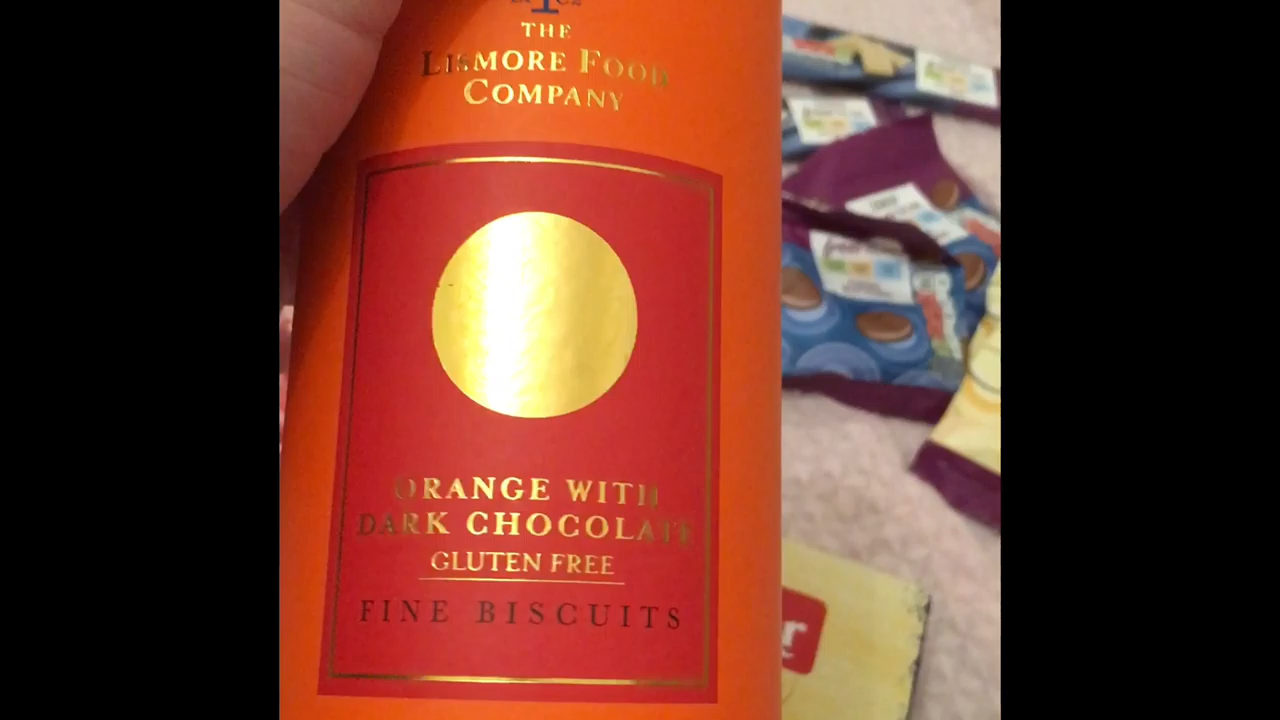 THE
LISMORE FOOD
COMPANY
ORANGE WITH
DARK CHOCOLATE
GLUTEN FREE
FINE BISCUITS